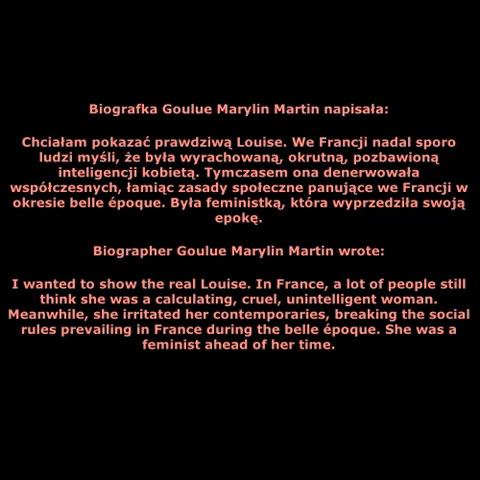 Biografka Goulue Marylin Martin napisała:
Chciałam pokazać prawdziwą Louise. We Francji nadal sporo
ludzi myśli, że była wyrachowaną, okrutną, pozbawioną
inteligencji kobietą. Tymczasem ona denerwowała
współczesnych, łamiąc zasady społeczne panujące we Francji w
okresie belle époque. Była feministką, która wyprzedziła swoją
epokę.
Biographer Goulue Marylin Martin wrote:
I wanted to show the real Louise. In France, a lot of people still
think she was a calculating, cruel, unintelligent woman.
Meanwhile, she irritated her contemporaries, breaking the social
rules prevailing in France during the belle époque. She was a
feminist ahead of her time.